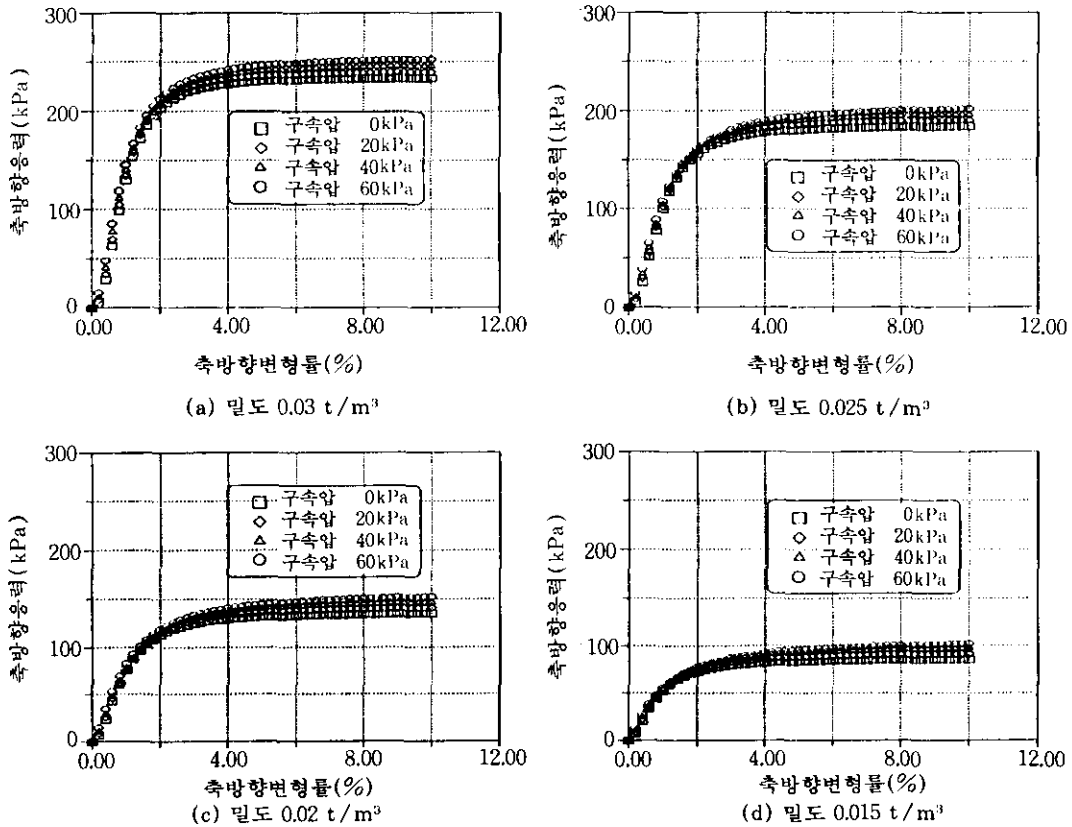 300
200
100
0
0.00
4.00
8.00
12.00
축방향응력(kPa)
구속압 0kPa
구속압 20kPa
구속압 40kPa
구속압 60kPa
축방향변형률(%)
(a) 밀도 0.03 t/m³
300
200
100
0
0.00
4.00
8.00
12.00
축방향응력(kPa)
구속압 0kPa
구속압 20kPa
구속압 40kPa
구속압 60kPa
축방향변형률(%)
(b) 밀도 0.025 t/m³
300
200
100
0
0.00
4.00
8.00
12.00
축방향응력(kPa)
구속압 0kPa
구속압 20kPa
구속압 40kPa
구속압 60kPa
축방향변형률(%)
(c) 밀도 0.02 t/m³
300
200
100
0
0.00
4.00
8.00
12.00
축방향응력(kPa)
구속압 0kPa
구속압 20kPa
구속압 40kPa
구속압 60kPa
축방향변형률(%)
(d) 밀도 0.015 t/m³